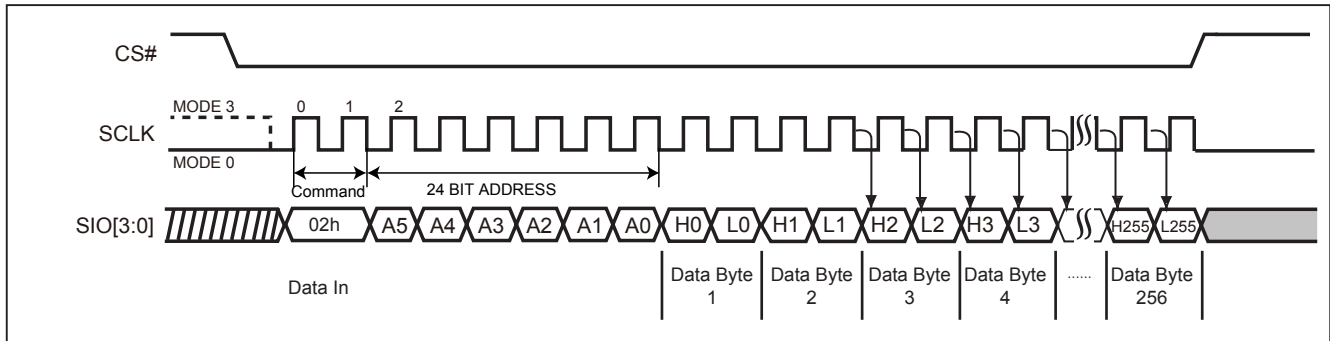 CS#
MODE 3
0 1 2
SCLK
MODE 0
Command
24 BIT ADDRESS
SIO[3:0]
02h A5 A4 A3 A2 A1 A0 H0 L0 H1 L1 H2 L2 H3 L3 H255 L255
Data In
Data Byte 1
Data Byte 2
Data Byte 3
Data Byte 4
......
Data Byte 256